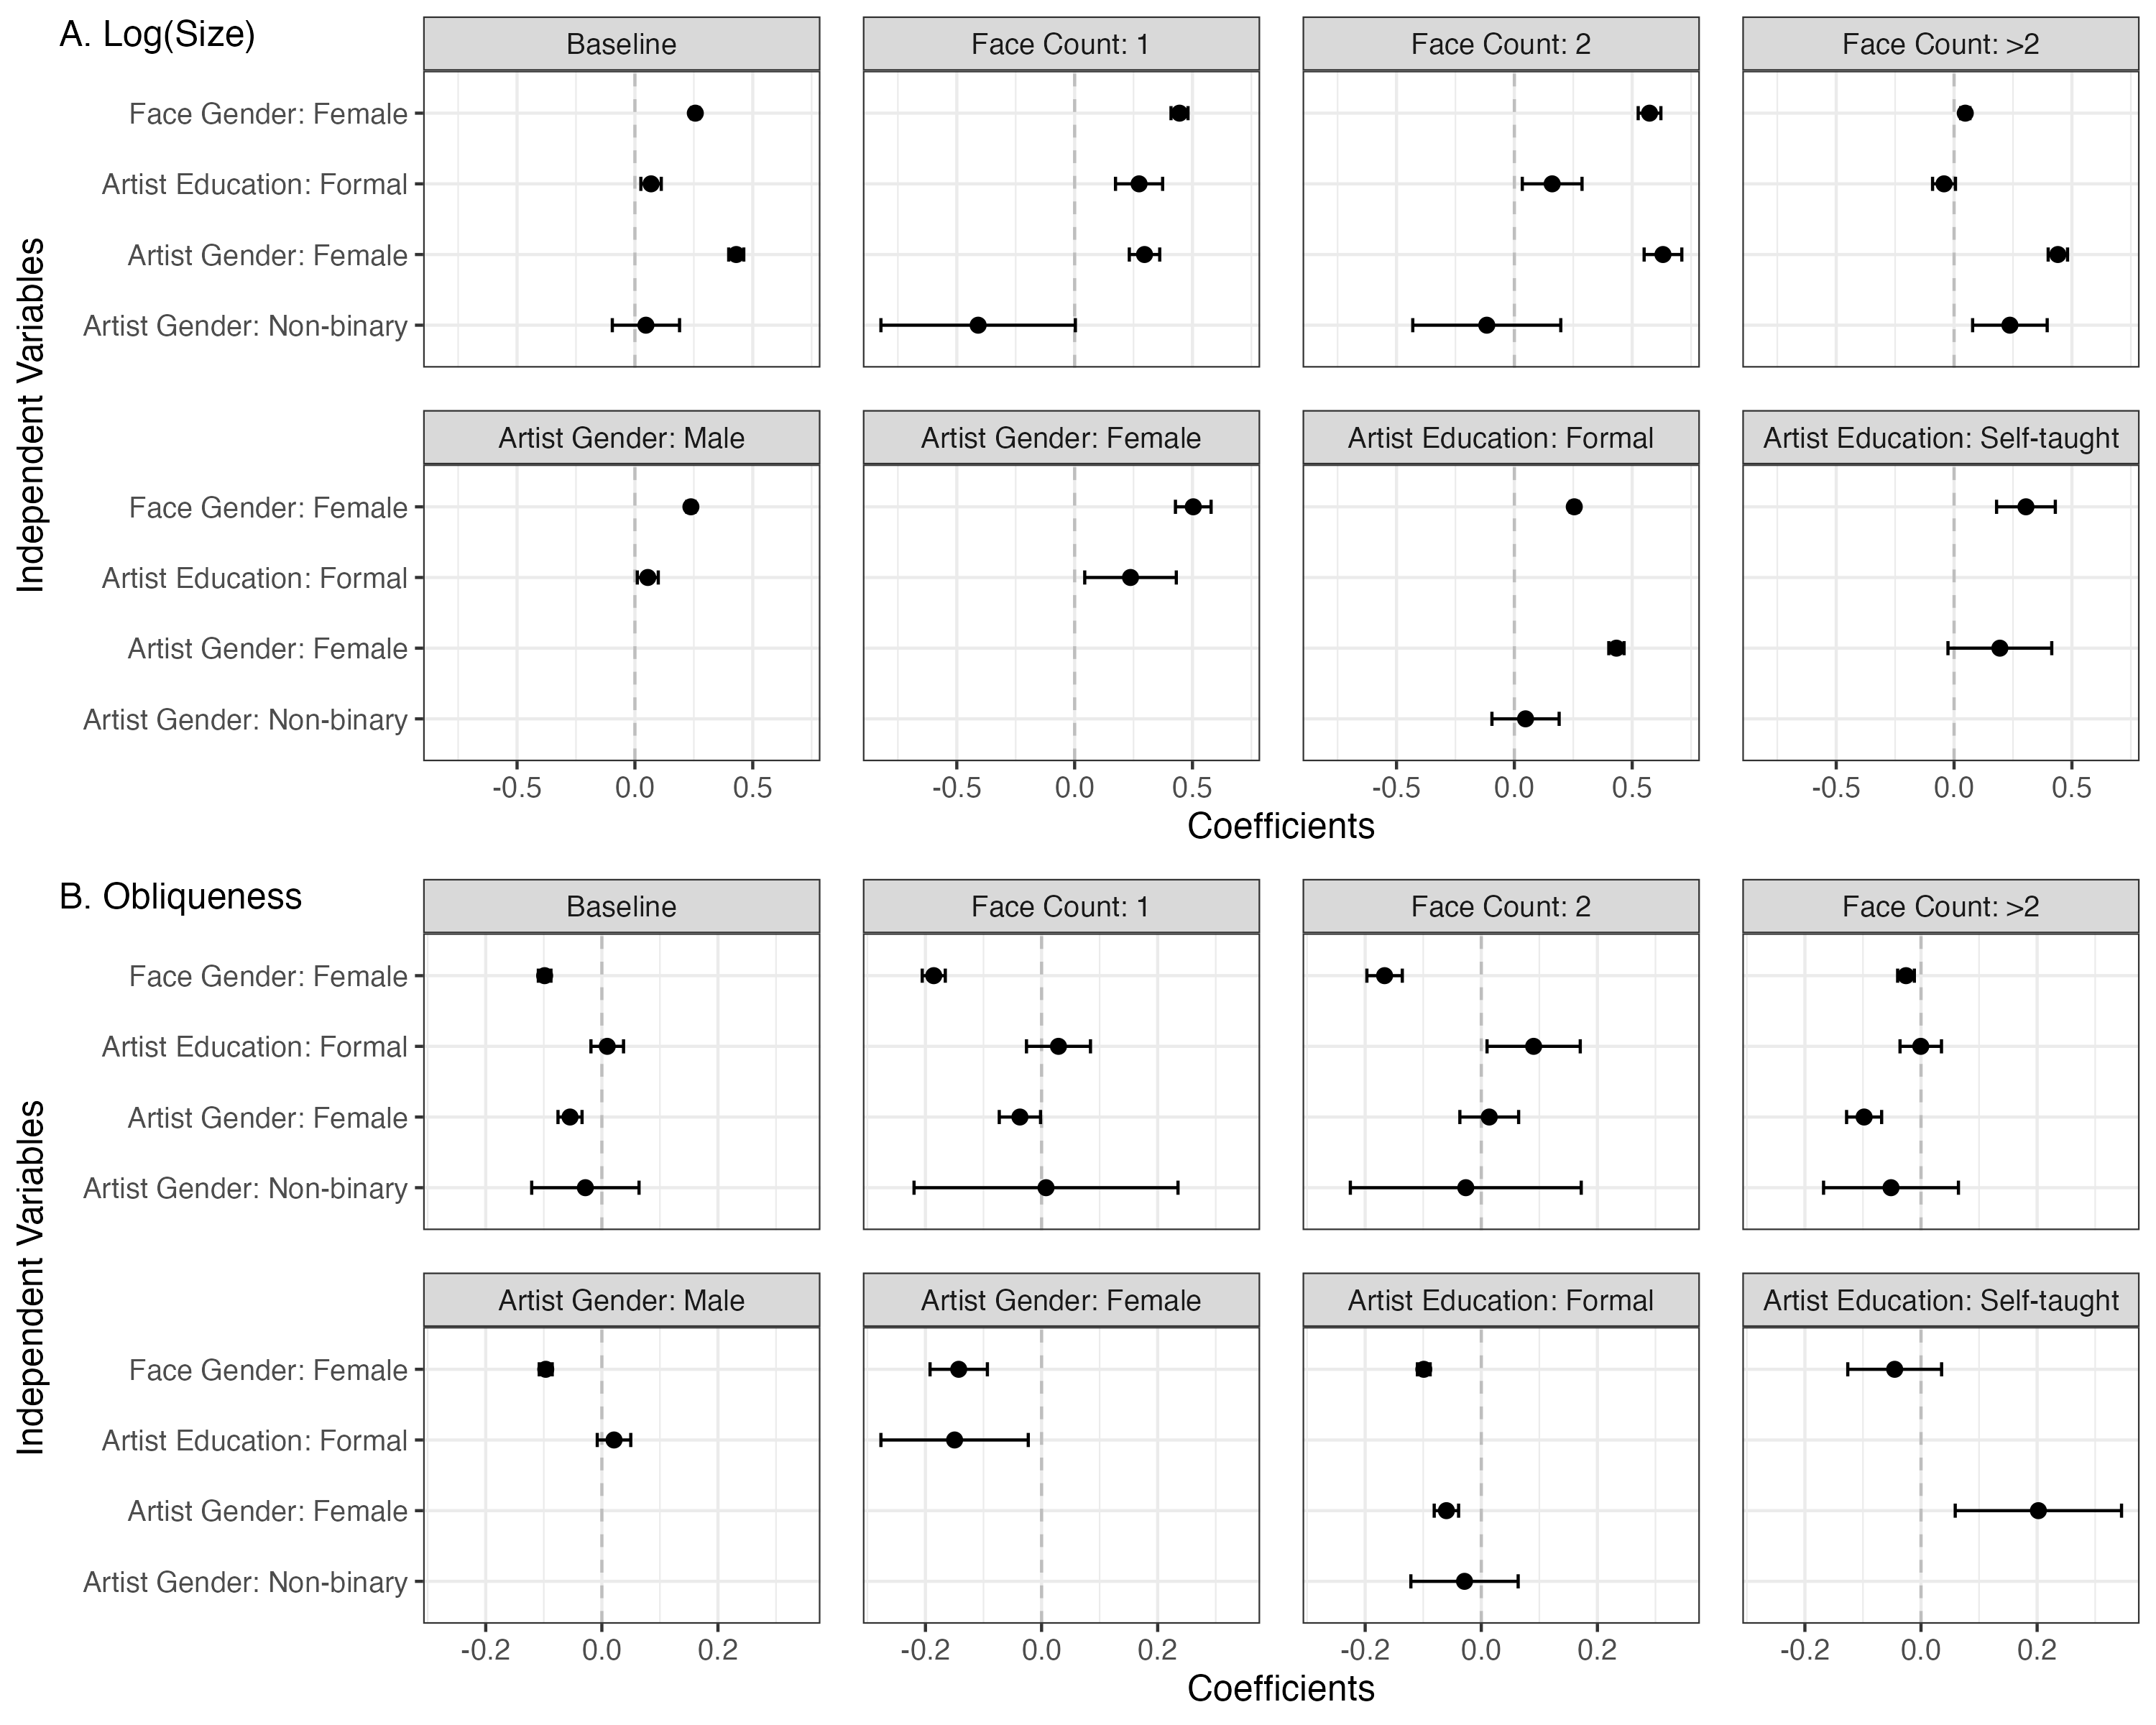 A. Log(Size)
Baseline
Face Count: 1
Face Count: 2
Face Count: >2
Face Gender: Female
Artist Education: Formal
Artist Gender: Female
Artist Gender: Non-binary
Independent Variables
Artist Gender: Male
Artist Gender: Female
Artist Education: Formal
Artist Education: Self-taught
Face Gender: Female
Artist Education: Formal
Artist Gender: Female
Artist Gender: Non-binary
-0.5 0.0 0.5
-0.5 0.0 0.5
-0.5 0.0 0.5
-0.5 0.0 0.5
Coefficients
B. Obliqueness
Baseline
Face Count: 1
Face Count: 2
Face Count: >2
Face Gender: Female
Artist Education: Formal
Artist Gender: Female
Artist Gender: Non-binary
Independent Variables
Artist Gender: Male
Artist Gender: Female
Artist Education: Formal
Artist Education: Self-taught
Face Gender: Female
Artist Education: Formal
Artist Gender: Female
Artist Gender: Non-binary
-0.2 0.0 0.2
-0.2 0.0 0.2
-0.2 0.0 0.2
-0.2 0.0 0.2
Coefficients